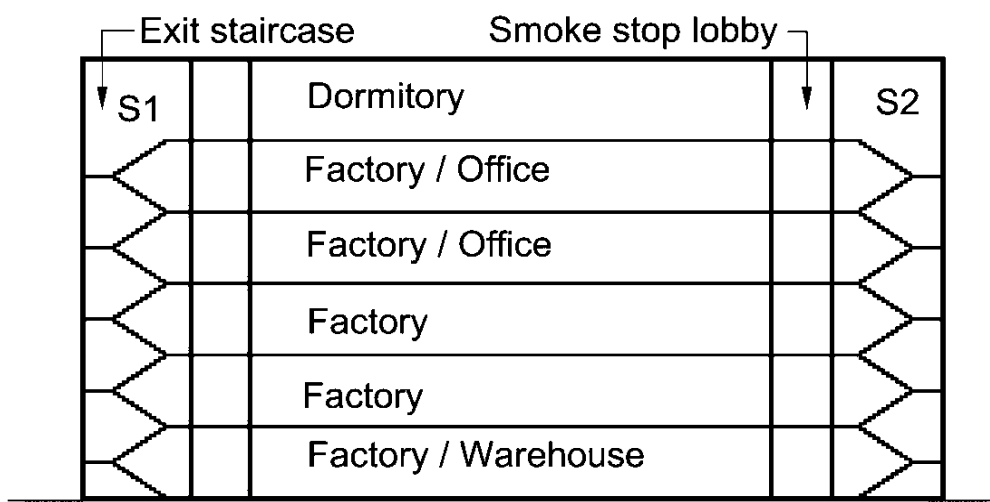 Exit staircase
Smoke stop lobby
S1
Dormitory
S2
Factory / Office
Factory / Office
Factory
Factory
Factory / Warehouse